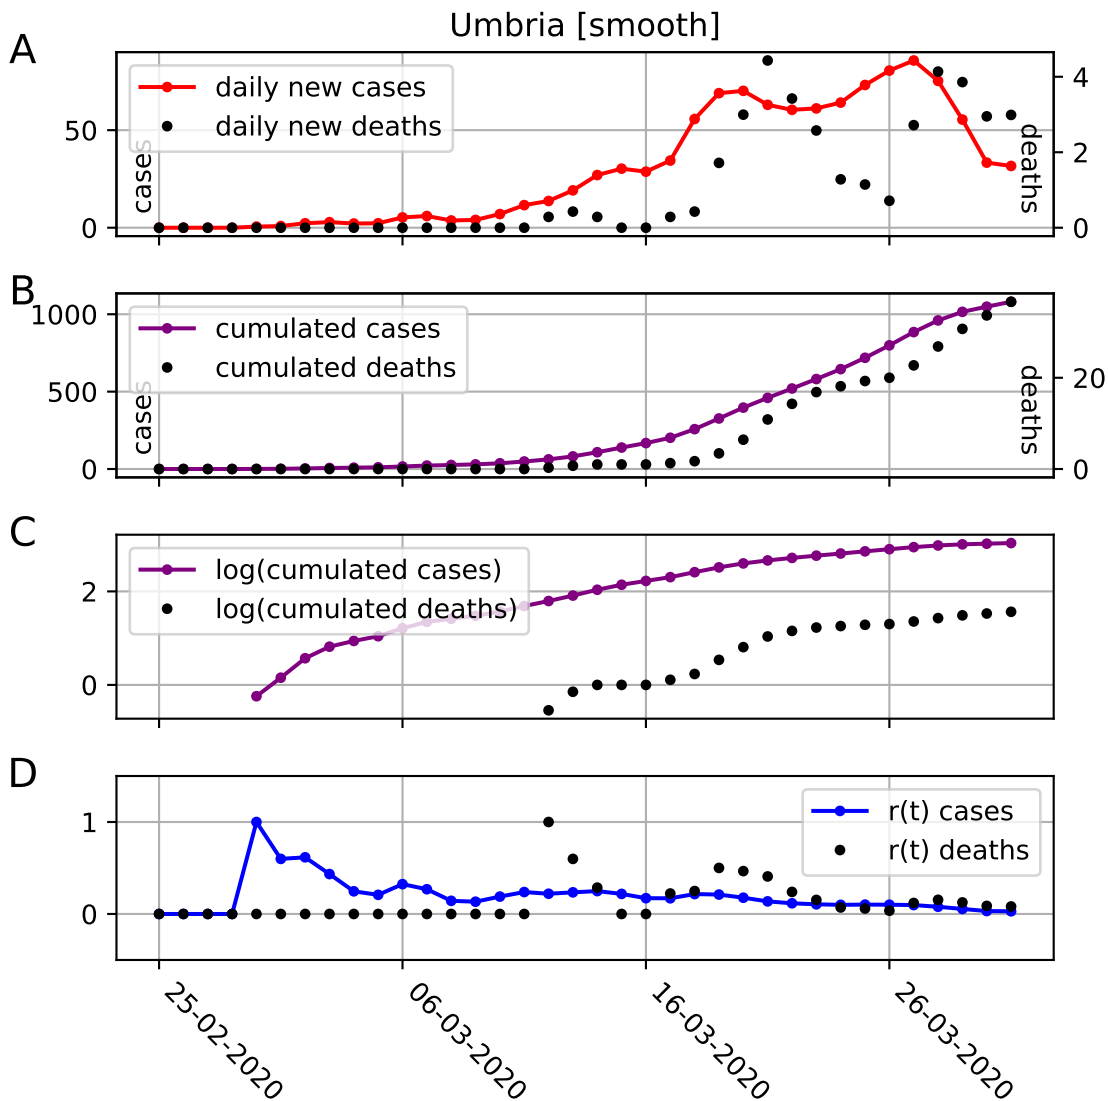 Umbria [smooth]
A
daily new cases
daily new deaths
50
0
cases
4
2
0
deaths
B
cumulated cases
cumulated deaths
1000
500
0
cases
20
0
deaths
C
log(cumulated cases)
log(cumulated deaths)
2
0
D
r(t) cases
r(t) deaths
1
0
25-02-2020
06-03-2020
16-03-2020
26-03-2020